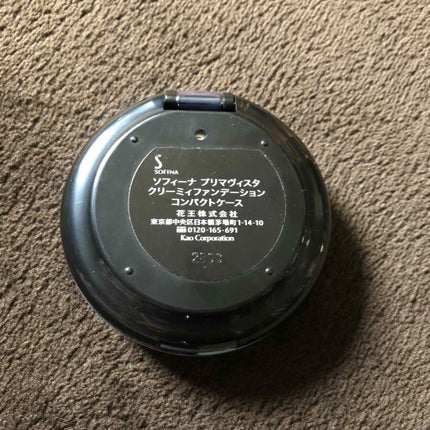 S
SOFINA
ソフィーナ プリマヴィスタ
クリーミィファンデーション
コンパクトケース
花王株式会社
東京都中央区日本橋茅場町1-14-10
0120-165-691
Kao Corporation